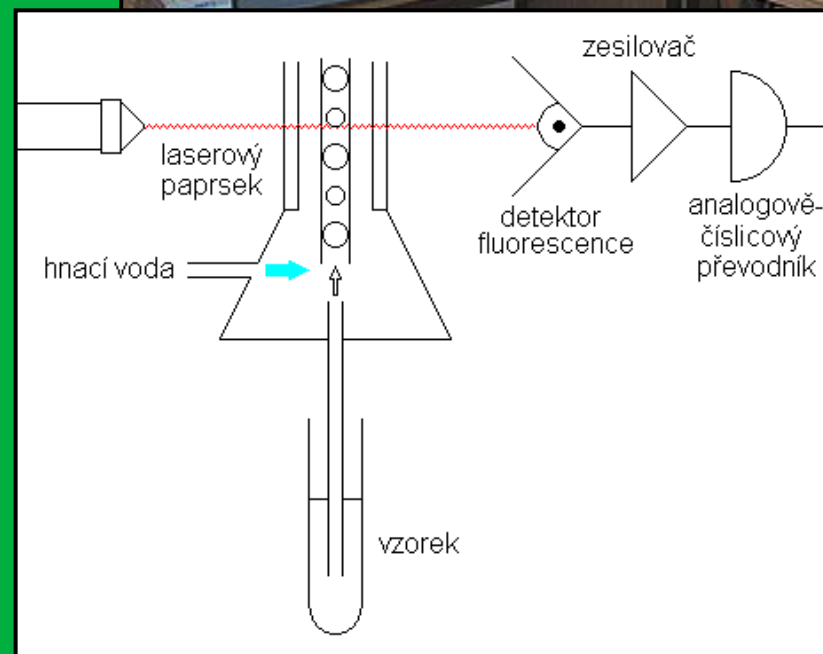 zesilovač
laserový
paprsek
detektor
fluorescence
analogově-
číslicový
převodník
hnací voda
vzorek